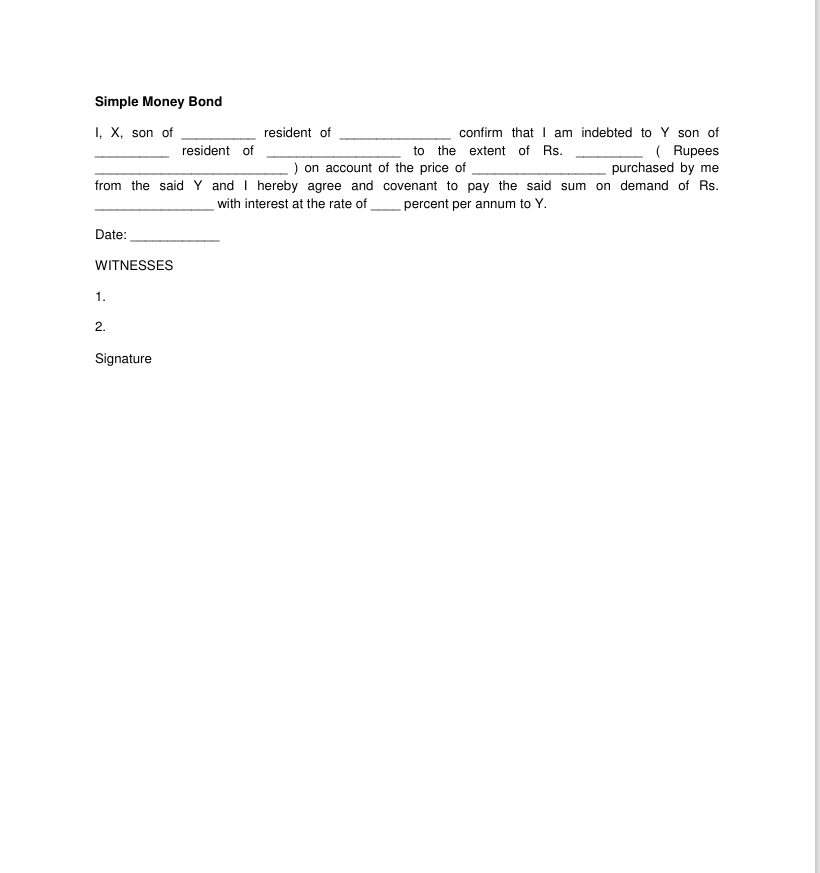 Simple Money Bond
I, X, son of __________ resident of _______________ confirm that I am indebted to Y son of
__________ resident of __________________ to the extent of Rs. _________ ( Rupees
__________________________ ) on account of the price of __________________ purchased by me
from the said Y and I hereby agree and covenant to pay the said sum on demand of Rs.
________________ with interest at the rate of ____ percent per annum to Y.
Date: ____________
WITNESSES
1.
2.
Signature